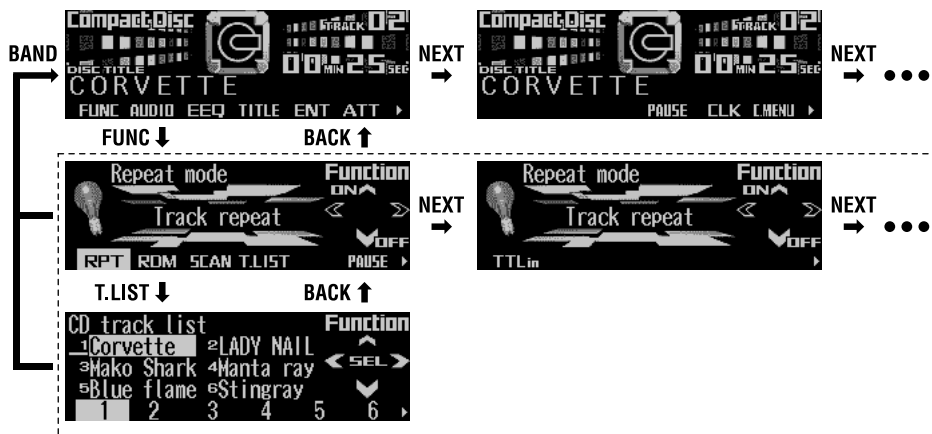 Compact Disc TRACK 02
DISC TITLE 00 MIN 25 SEC
CORVETTE
FUNC AUDIO EEQ TITLE ENT ATT
BAND
NEXT
Compact Disc TRACK 02
DISC TITLE 00 MIN 25 SEC
CORVETTE
PAUSE CLK C.MENU
NEXT
FUNC
BACK
Repeat mode Function
ON
Track repeat
OFF
RPT RDM SCAN T.LIST PAUSE
NEXT
Repeat mode Function
ON
Track repeat
OFF
TTLin
NEXT
T.LIST
BACK
CD track list Function
1Corvette 2LADY NAIL
3Mako Shark 4Manta ray SEL
5Blue flame 6Stingray
1 2 3 4 5 6